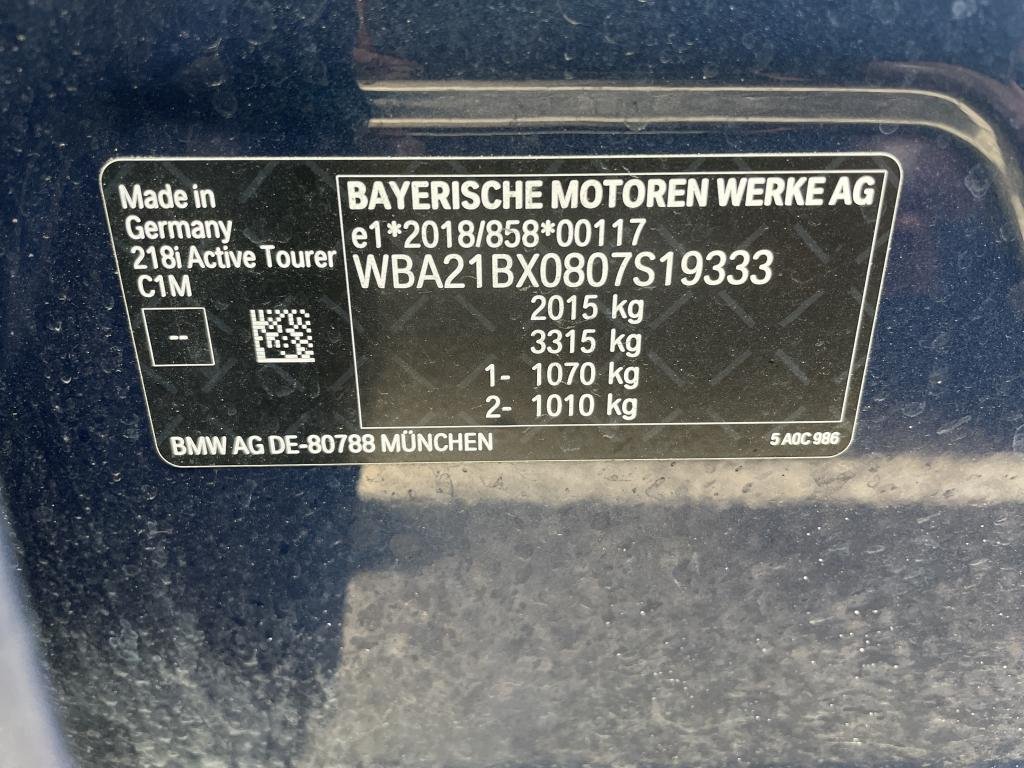 Made in
Germany
218i Active Tourer
C1M
--
BAYERISCHE MOTOREN WERKE AG
e1*2018/858*00117
WBA21BX0807S19333
2015 kg
3315 kg
1- 1070 kg
2- 1010 kg
BMW AG DE-80788 MÜNCHEN
5 A0C 986